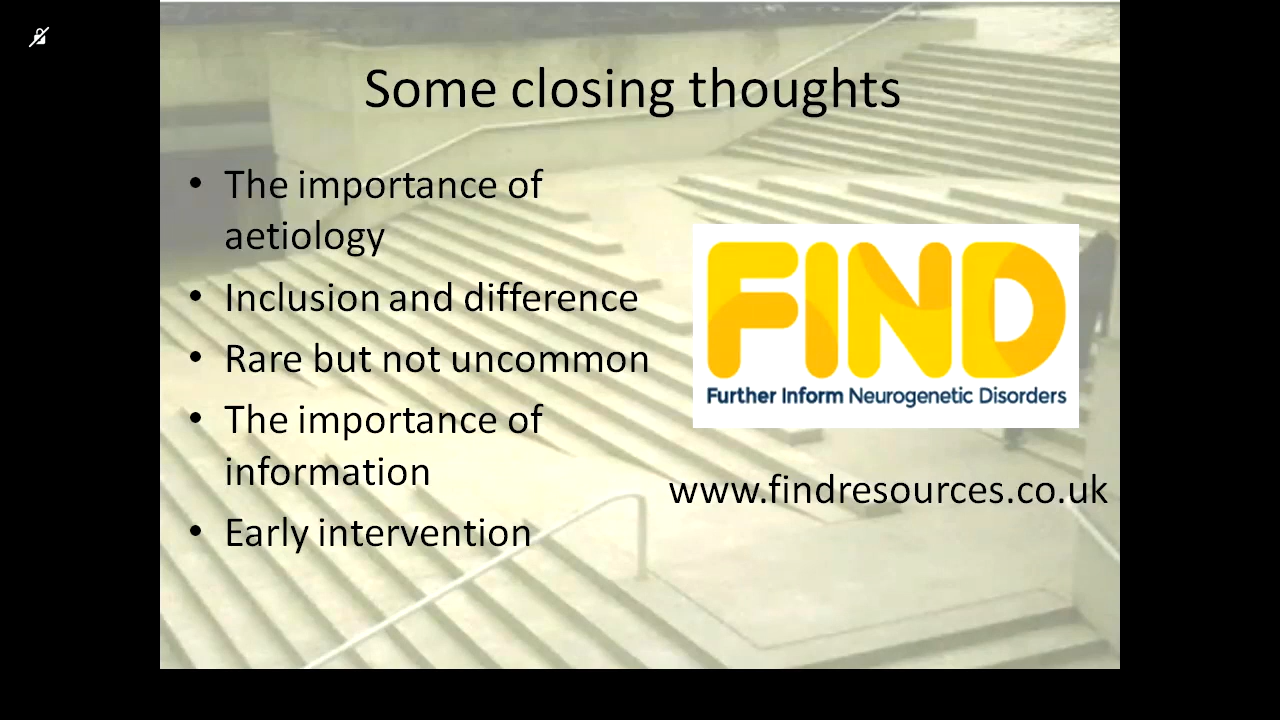 Some closing thoughts
• The importance of
aetiology
• Inclusion and difference
• Rare but not uncommon
• The importance of
information
• Early intervention
FIND
Further Inform Neurogenetic Disorders
www.findresources.co.uk